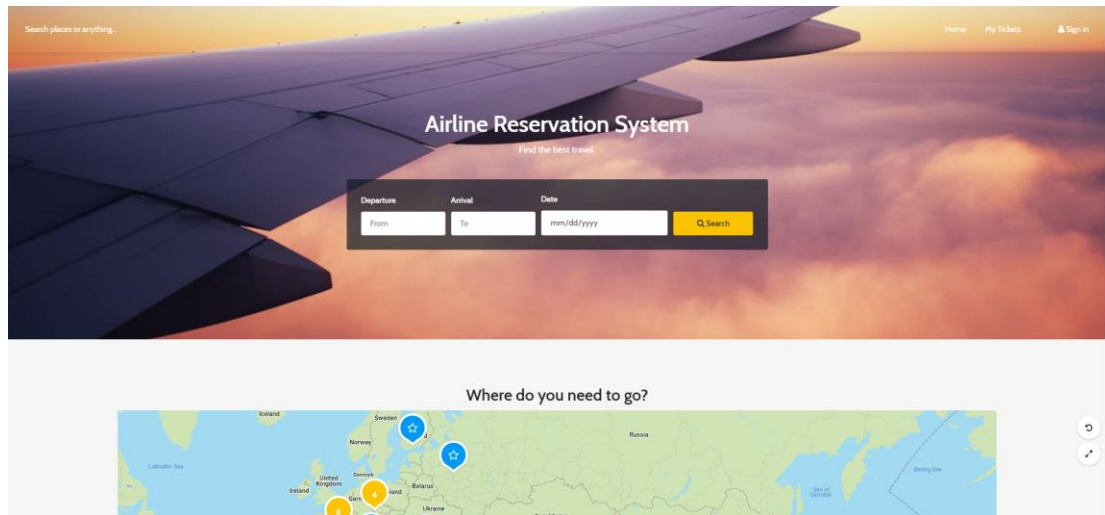 Search places or anything...
Home My Tickets Sign in
Airline Reservation System
Find the best travel.
Departure Arrival Date
From To mm/dd/yyyy Search
Where do you need to go?
Iceland Sweden
Norway Russia
Labrador Sea Bering Sea
United Kingdom Denmark
Ireland Belarus
Sea of Okhotsk
4
Ukraine
6